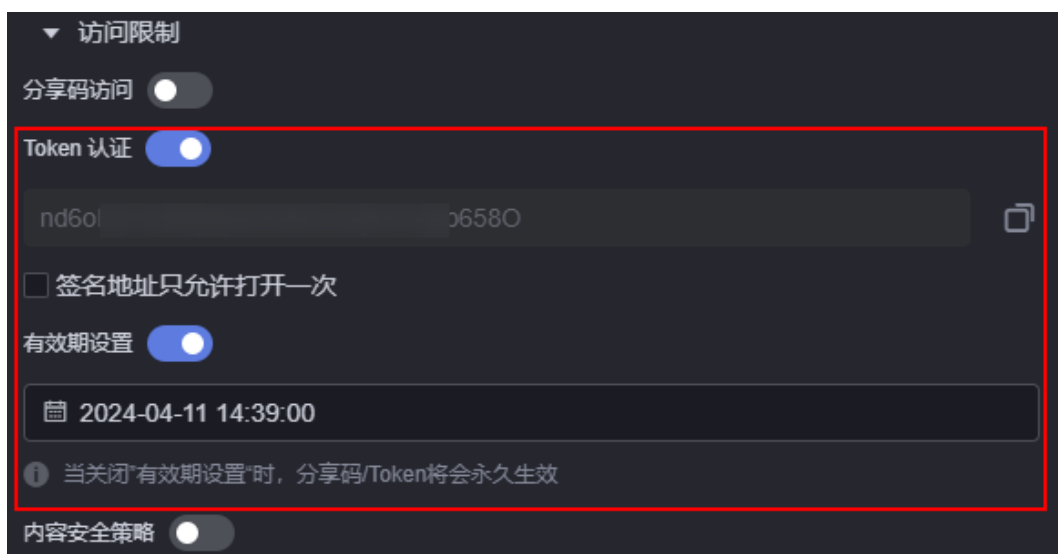 访问限制
分享码访问
Token 认证
签名地址只允许打开一次
有效期设置
2024-04-11 14:39:00
当关闭"有效期设置"时，分享码/Token将会永久生效
内容安全策略